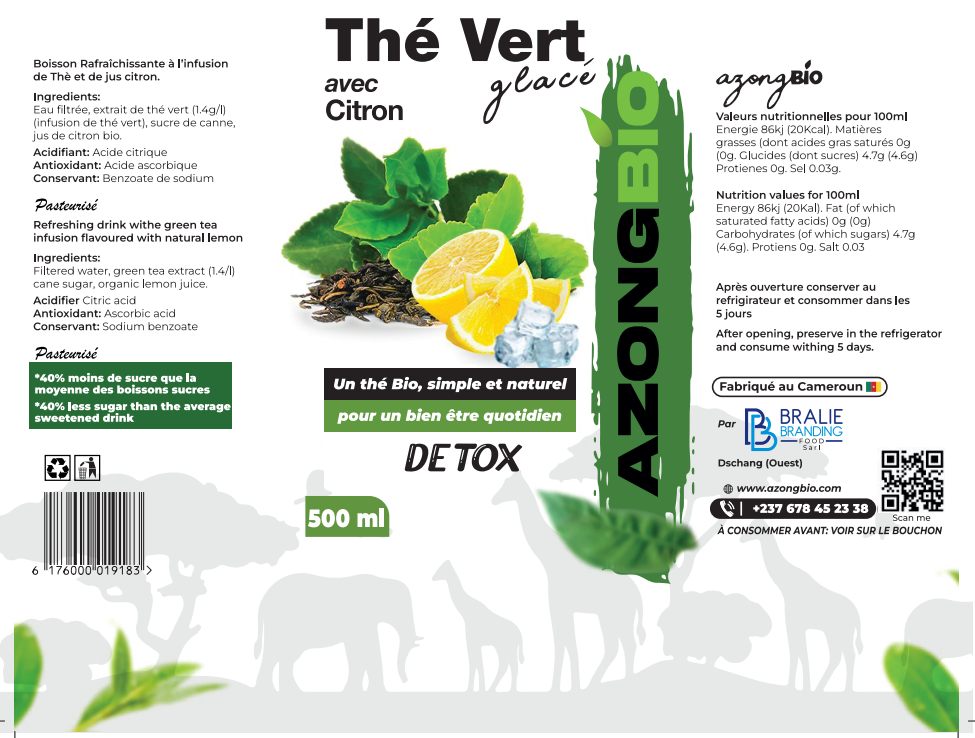 Boisson Rafraîchissante à l'infusion
de Thè et de jus citron.
Ingredients:
Eau filtrée, extrait de thé vert (1.4g/l)
(infusion de thé vert), sucre de canne,
jus de citron bio.
Acidifiant: Acide citrique
Antioxidant: Acide ascorbique
Conservant: Benzoate de sodium
Pasteurisé
Refreshing drink withe green tea
infusion flavoured with natural lemon
Ingredients:
Filtered water, green tea extract (1.4/l)
cane sugar, organic lemon juice.
Acidifier Citric acid
Antioxidant: Ascorbic acid
Conservant: Sodium benzoate
Pasteurisé
*40% moins de sucre que la
moyenne des boissons sucres
*40% less sugar than the average
sweetened drink
6 176000 019183 >
Thé Vert
glacé
avec
Citron
Un thé Bio, simple et naturel
pour un bien être quotidien
DETOX
500 ml
AZONGBIO
azongBIO
Valeurs nutritionnelles pour 100ml
Energie 86kj (20Kcal). Matières
grasses (dont acides gras saturés 0g
(0g. Glucides (dont sucres) 4.7g (4.6g)
Protienes 0g. Sel 0.03g.
Nutrition values for 100ml
Energy 86kj (20Kal). Fat (of which
saturated fatty acids) 0g (0g)
Carbohydrates (of which sugars) 4.7g
(4.6g). Protiens 0g. Salt 0.03
Après ouverture conserver au
refrigirateur et consommer dans les
5 jours
After opening, preserve in the refrigerator
and consume withing 5 days.
Fabriqué au Cameroun
Par
BRALIE
BRANDING
FOOD
Sarl
Dschang (Ouest)
www.azongbio.com
+237 678 45 23 38
Scan me
À CONSOMMER AVANT: VOIR SUR LE BOUCHON